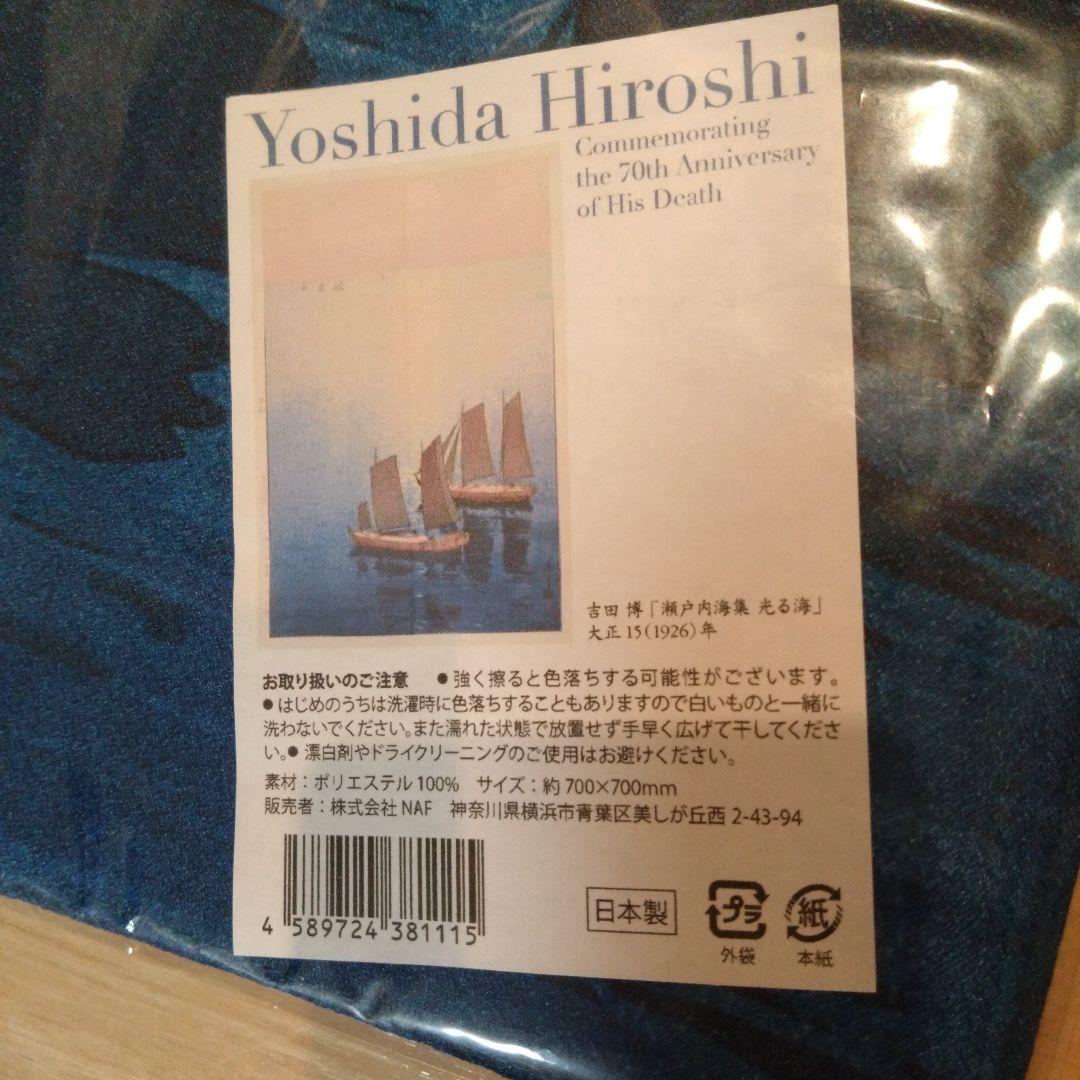 Yoshida Hiroshi
Commemorating
the 70th Anniversary
of His Death
吉田 博「瀬戸内海集 光る海」
大正 15(1926)年
お取り扱いのご注意 ●強く擦ると色落ちする可能性がございます。
●はじめのうちは洗濯時に色落ちすることもありますので白いものと一緒に
洗わないでください。また濡れた状態で放置せず手早く広げて干してくださ
い。●漂白剤やドライクリーニングのご使用はお避けください。
素材：ポリエステル100% サイズ：約700×700mm
販売者：株式会社NAF 神奈川県横浜市青葉区美しが丘西2-43-94
4 589724 381115
日本製
プラ
外袋
紙
本紙